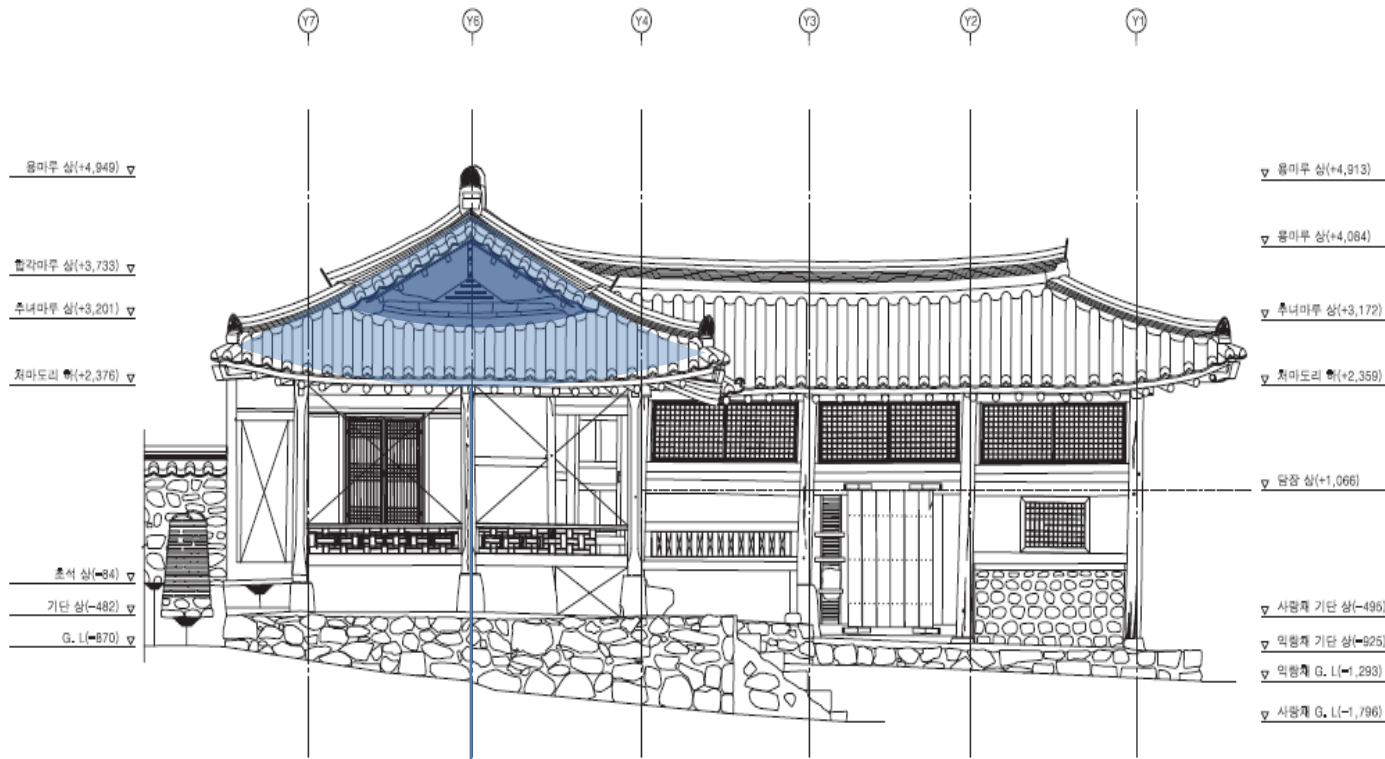 Y7
Y6
Y4
Y3
Y2
Y1
용마루 상(+4,949)
합각마루 상(+3,733)
추녀마루 상(+3,201)
처마도리 하(+2,376)
초석 상(-84)
기단 상(-482)
G. L(-870)
용마루 상(+4,913)
용마루 상(+4,084)
추녀마루 상(+3,172)
처마도리 하(+2,359)
담장 상(+1,066)
사랑채 기단 상(-495)
익랑채 기단 상(-925)
익랑채 G. L(-1,293)
사랑채 G. L(-1,796)